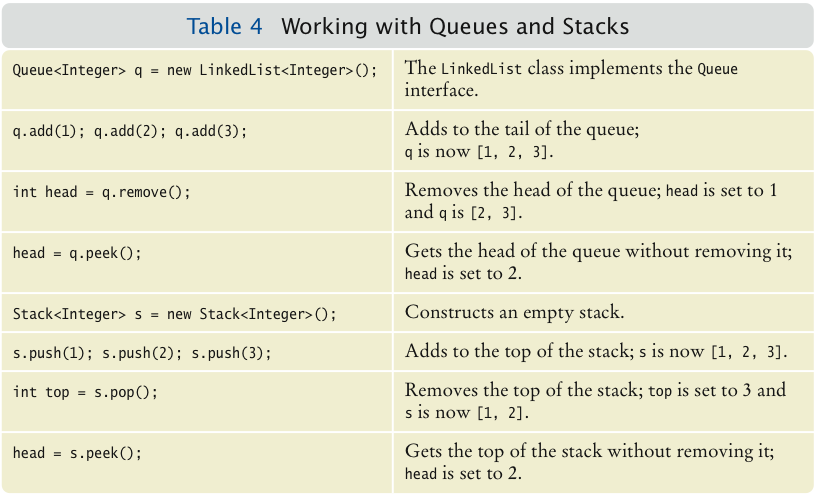 Table 4 Working with Queues and Stacks
Queue<Integer> q = new LinkedList<Integer>();
The LinkedList class implements the Queue
interface.
q.add(1); q.add(2); q.add(3);
Adds to the tail of the queue;
q is now [1, 2, 3].
int head = q.remove();
Removes the head of the queue; head is set to 1
and q is [2, 3].
head = q.peek();
Gets the head of the queue without removing it;
head is set to 2.
Stack<Integer> s = new Stack<Integer>();
Constructs an empty stack.
s.push(1); s.push(2); s.push(3);
Adds to the top of the stack; s is now [1, 2, 3].
int top = s.pop();
Removes the top of the stack; top is set to 3 and
s is now [1, 2].
head = s.peek();
Gets the top of the stack without removing it;
head is set to 2.